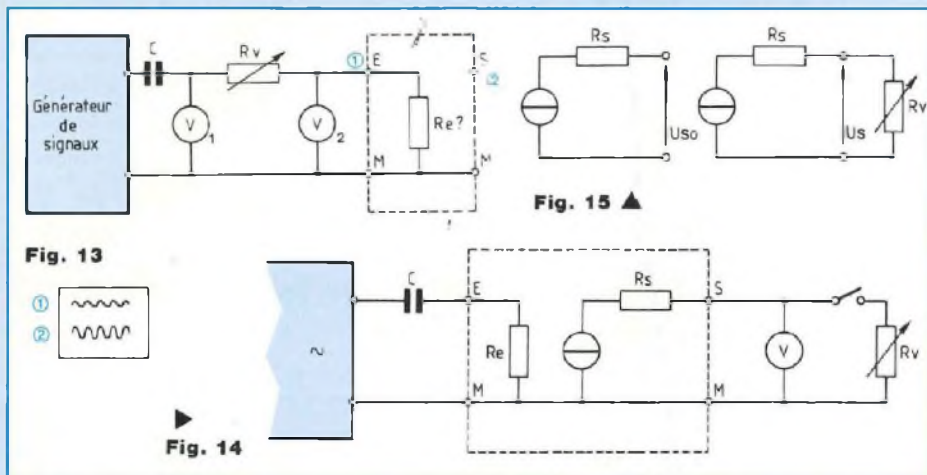 C
Rv
① E
S
②
Générateur
de
signaux
V
1
V
2
Re?
M
M
Fig. 13
①
②
Rs
Uso
Rs
Us
Rv
Fig. 15 ▲
~
C
E
Rs
S
Re
V
Rv
M
M
▶
Fig. 14